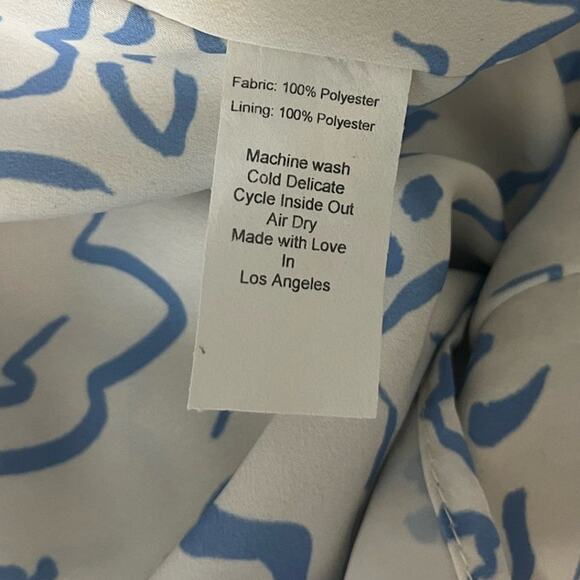 Fabric: 100% Polyester
Lining: 100% Polyester
Machine wash
Cold Delicate
Cycle Inside Out
Air Dry
Made with Love
In
Los Angeles